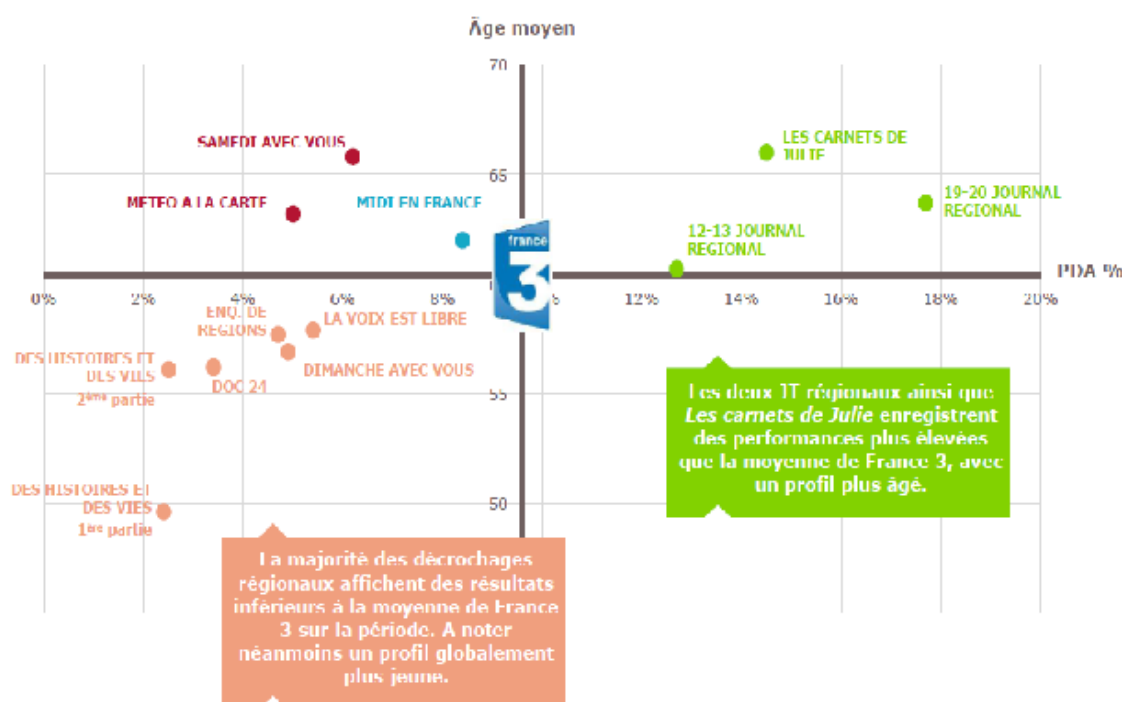 Âge moyen
70
SAMEDI AVEC VOUS
LES CARNETS DE
JULIE
65
METEO A LA CARTE
MIDI EN FRANCE
19-20 JOURNAL
REGIONAL
12-13 JOURNAL
REGIONAL
france
3
PDA %
0%
2%
4%
6%
8%
12%
14%
16%
18%
20%
ENQ. DE
REGIONS
LA VOIX EST LIBRE
DES HISTOIRES ET
DES VIES
2ème partie
DOC 24
DIMANCHE AVEC VOUS
55
Les deux JT régionaux ainsi que
Les carnets de Julie enregistrent
des performances plus élevées
que la moyenne de France 3, avec
un profil plus âgé.
DES HISTOIRES ET
DES VIES
1ère partie
50
La majorité des décrochages
régionaux affichent des résultats
inférieurs à la moyenne de France
3 sur la période. A noter
néanmoins un profil globalement
plus jeune.